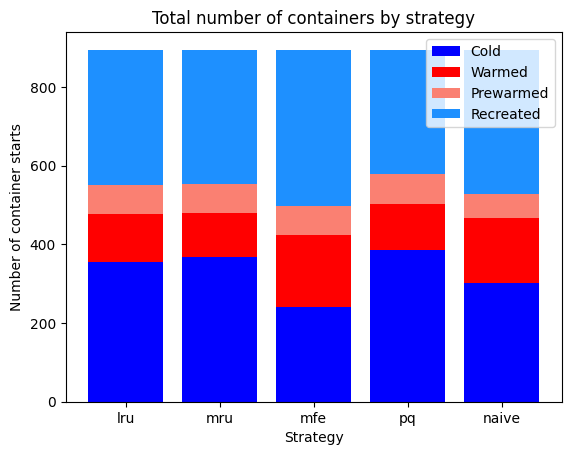 Total number of containers by strategy
Cold
Warmed
Prewarmed
Recreated
Number of container starts
800
600
400
200
0
lru
mru
mfe
pq
naive
Strategy